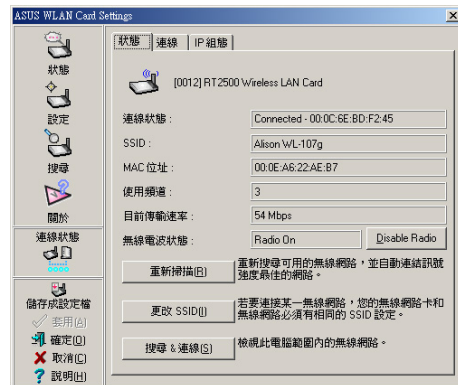 ASUS WLAN Card Settings
狀態
設定
搜尋
關於
連線狀態
儲存成設定檔
套用(A)
確定(O)
取消(C)
說明(H)
狀態 連線 IP 組態
[0012] RT2500 Wireless LAN Card
連線狀態 : Connected - 00:0C:6E:BD:F2:45
SSID : Alison WL-107g
MAC 位址 : 00:0E:A6:22:AE:B7
使用頻道 : 3
目前傳輸速率 : 54 Mbps
無線電波狀態 : Radio On Disable Radio
重新掃描(R) 重新搜尋可用的無線網路，並自動連結訊號
強度最佳的網路。
更改 SSID(I) 若要連接某一無線網路，您的無線網路卡和
無線網路必須有相同的 SSID 設定。
搜尋 & 連線(S) 檢視此電腦範圍內的無線網路。